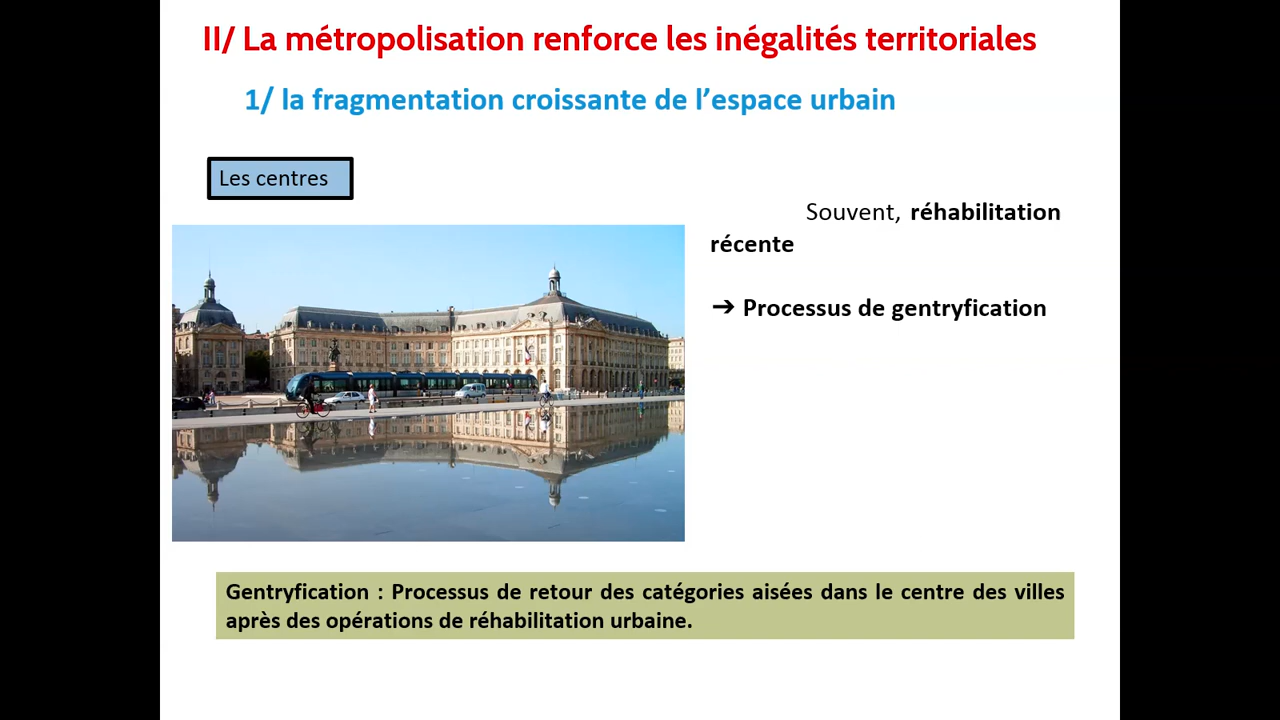 II/ La métropolisation renforce les inégalités territoriales
1/ la fragmentation croissante de l’espace urbain
Les centres
Souvent, réhabilitation
récente
➔ Processus de gentryfication
Gentryfication : Processus de retour des catégories aisées dans le centre des villes
après des opérations de réhabilitation urbaine.